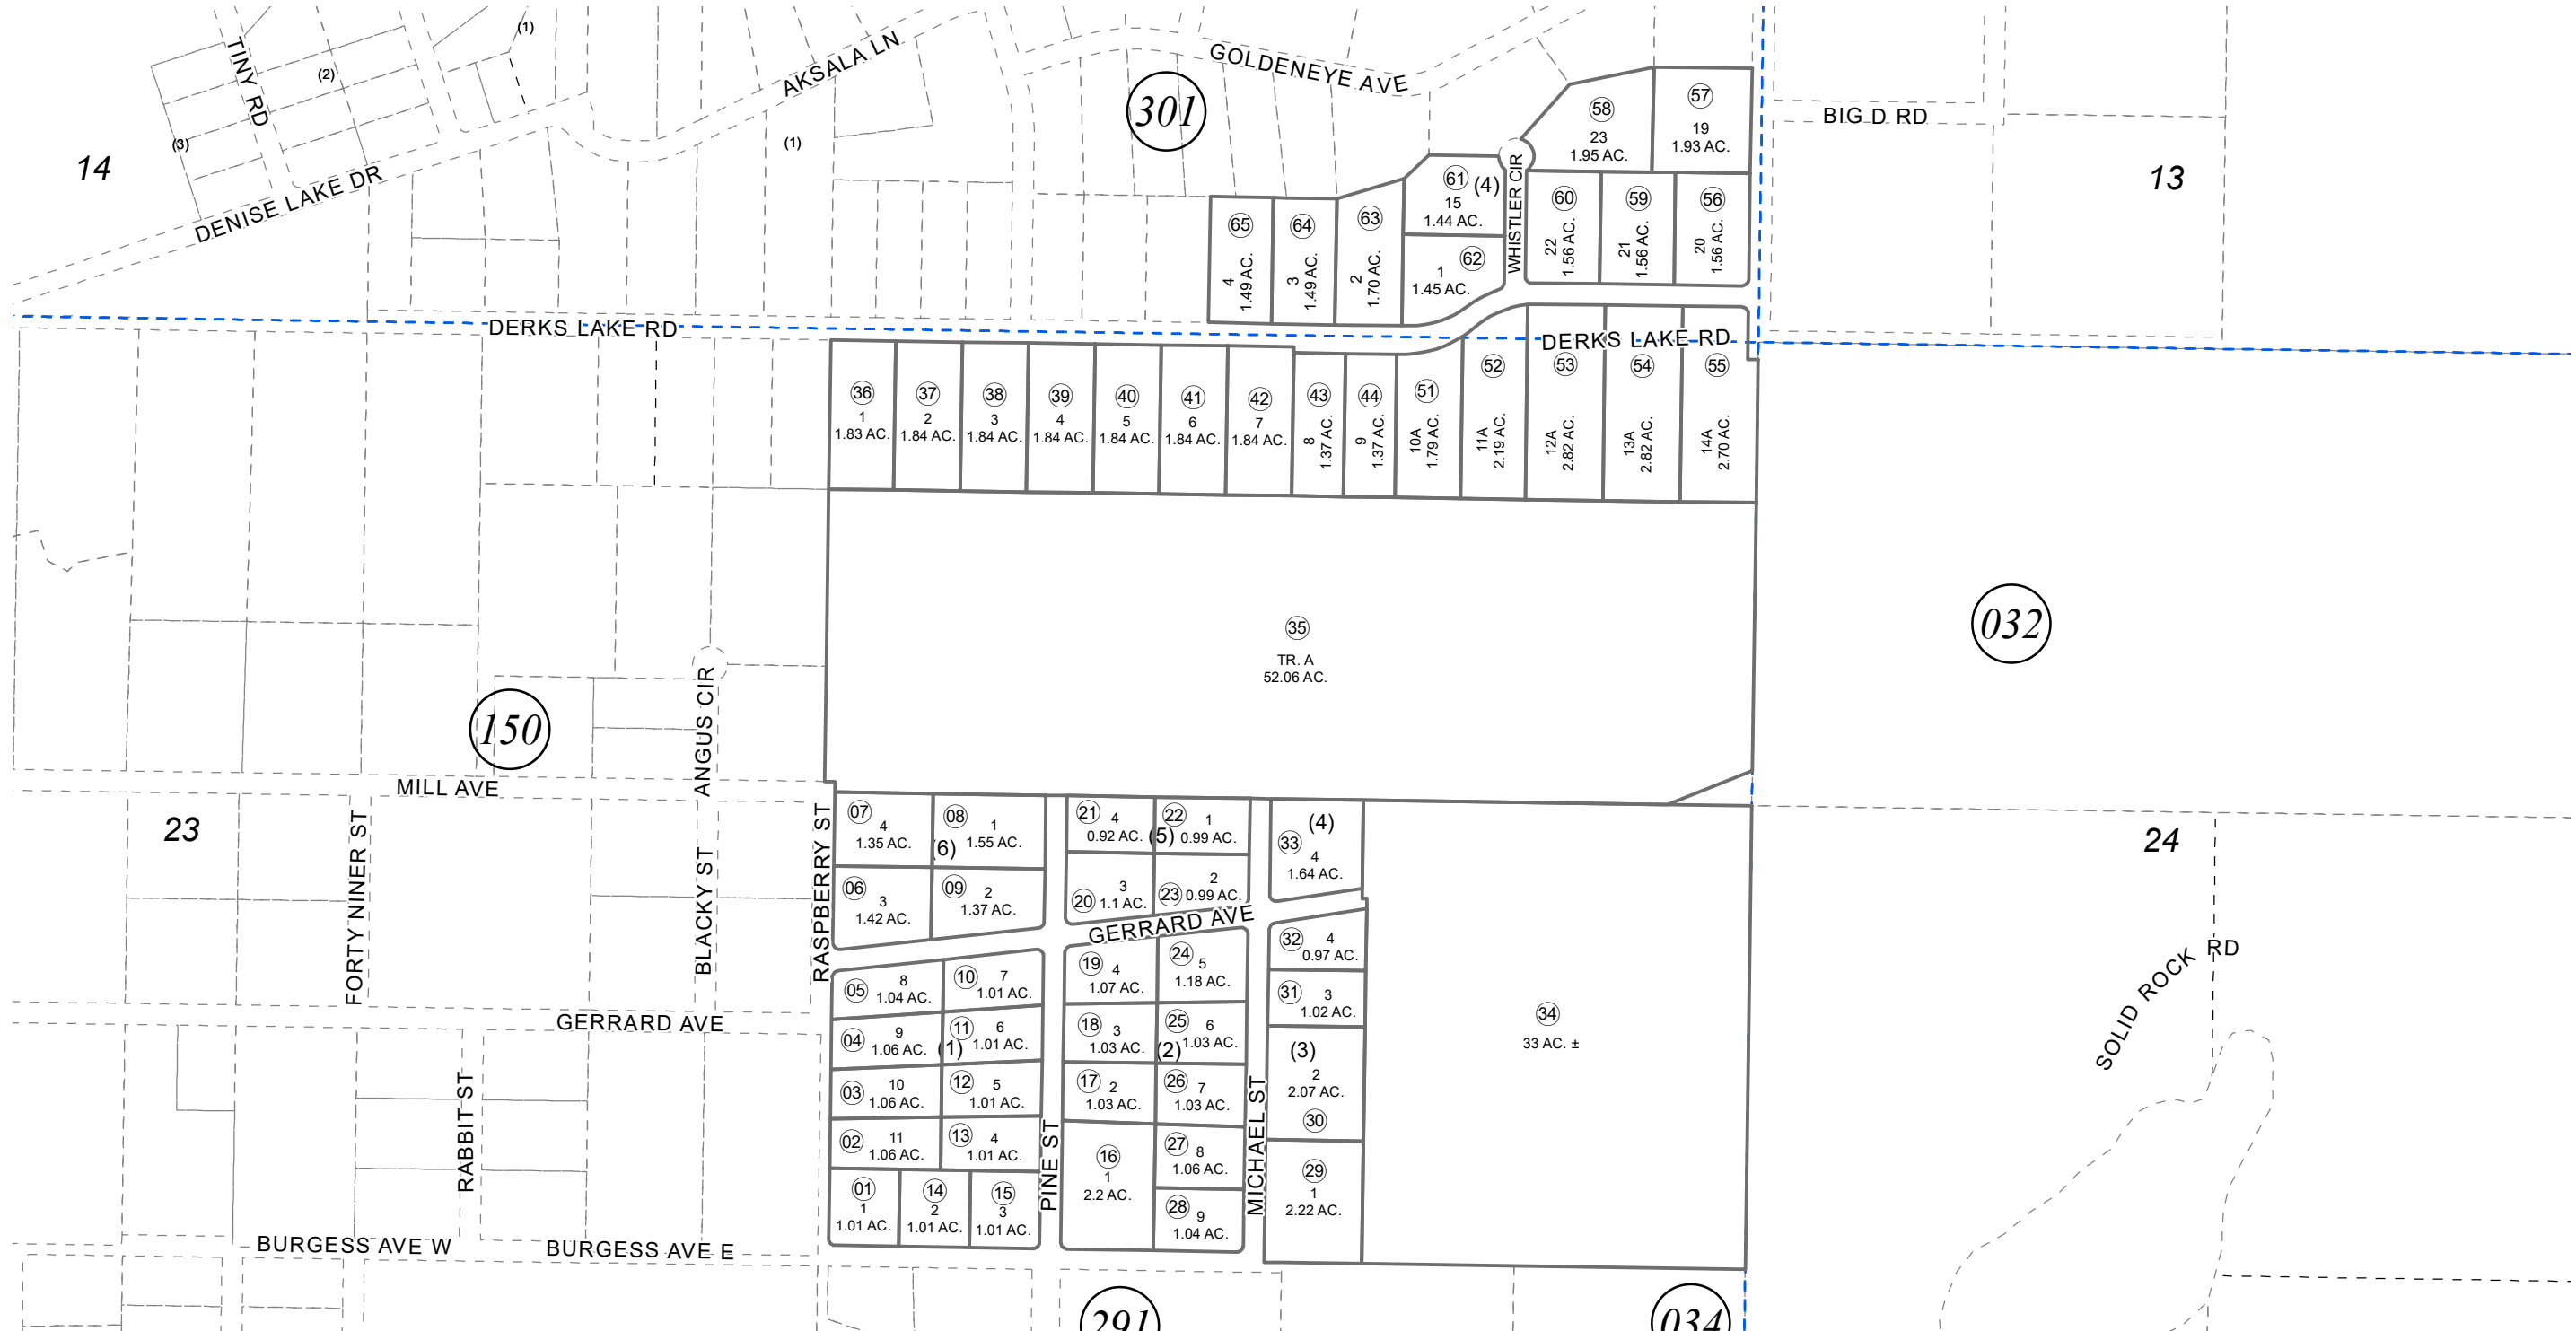 (1)
TINY RD
(2)
(3)
14
DENISE LAKE DR
AKSALA LN
(1)
301
GOLDENEYE AVE
BIG D RD
13
58
23
1.95 AC.
57
19
1.93 AC.
61 (4)
15
1.44 AC.
WHISTLER CIR
60
22
1.56 AC.
59
21
1.56 AC.
56
20
1.56 AC.
65
4
1.49 AC.
64
3
1.49 AC.
63
2
1.70 AC.
62
1
1.45 AC.
DERKS LAKE RD
DERKS LAKE RD
36
1
1.83 AC.
37
2
1.84 AC.
38
3
1.84 AC.
39
4
1.84 AC.
40
5
1.84 AC.
41
6
1.84 AC.
42
7
1.84 AC.
43
8
1.37 AC.
44
9
1.37 AC.
51
10A
1.79 AC.
52
11A
2.19 AC.
53
12A
2.82 AC.
54
13A
2.82 AC.
55
14A
2.70 AC.
35
TR. A
52.06 AC.
032
150
ANGUS CIR
MILL AVE
23
24
FORTY NINER ST
BLACKY ST
RASPBERRY ST
07
4
1.35 AC.
08
1
1.55 AC.
(6)
06
3
1.42 AC.
09
2
1.37 AC.
21
4
0.92 AC.
(5)
22
1
0.99 AC.
20
3
1.1 AC.
23
2
0.99 AC.
(4)
33
4
1.64 AC.
GERRARD AVE
GERRARD AVE
05
8
1.04 AC.
10
7
1.01 AC.
04
9
1.06 AC.
(1)
11
6
1.01 AC.
03
10
1.06 AC.
12
5
1.01 AC.
02
11
1.06 AC.
13
4
1.01 AC.
01
1
1.01 AC.
14
2
1.01 AC.
15
3
1.01 AC.
PINE ST
19
4
1.07 AC.
24
5
1.18 AC.
18
3
1.03 AC.
(2)
25
6
1.03 AC.
17
2
1.03 AC.
26
7
1.03 AC.
16
1
2.2 AC.
27
8
1.06 AC.
28
9
1.04 AC.
MICHAEL ST
32
4
0.97 AC.
31
3
1.02 AC.
(3)
2
2.07 AC.
30
29
1
2.22 AC.
34
33 AC. ±
SOLID ROCK RD
RABBIT ST
BURGESS AVE W
BURGESS AVE E
291
034